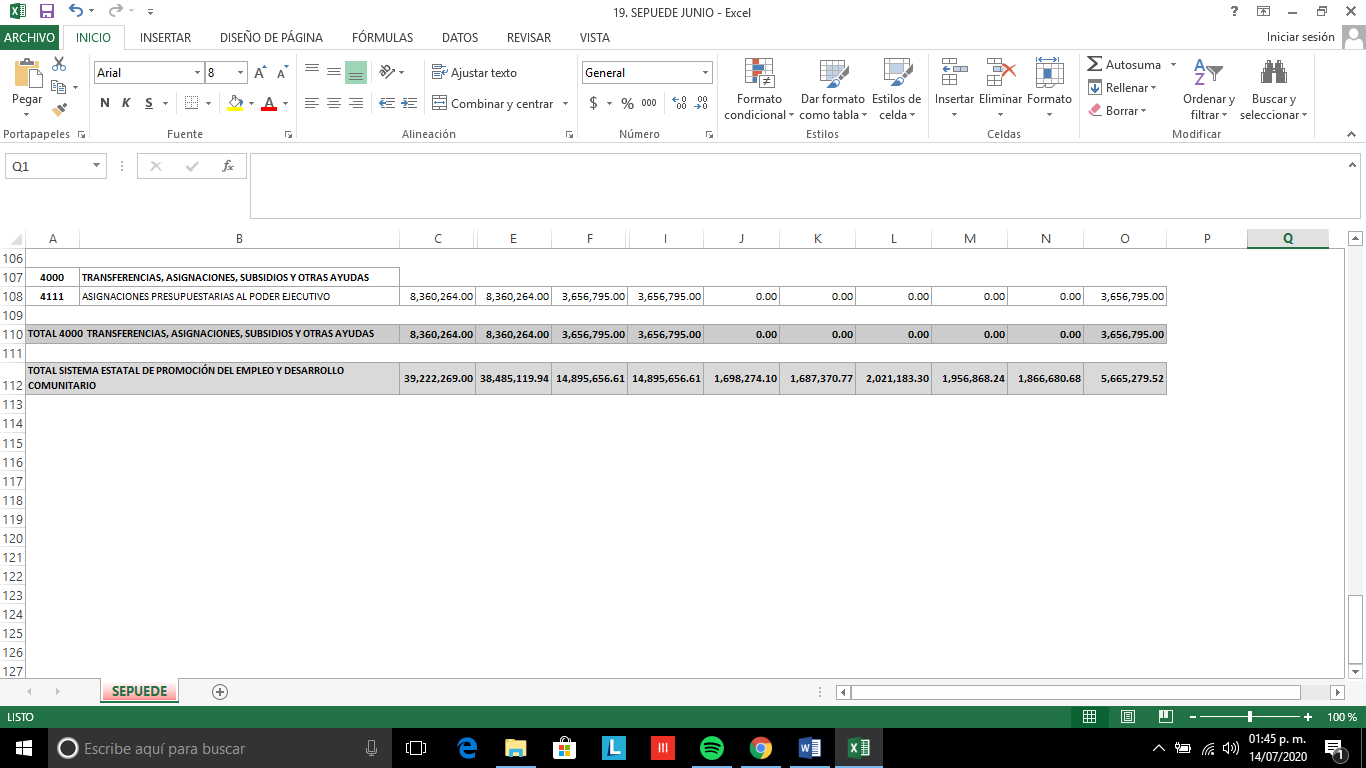 19. SEPUEDE JUNIO - Excel
?
ARCHIVO INICIO INSERTAR DISEÑO DE PÁGINA FÓRMULAS DATOS REVISAR VISTA Iniciar sesión
Pegar
Arial 8 A A
N K S A
Ajustar texto
Combinar y centrar
General
$ % 000
Formato condicional
Dar formato como tabla
Estilos de celda
Insertar Eliminar Formato
Autosuma
Rellenar
Borrar
Ordenar y filtrar
Buscar y seleccionar
Portapapeles Fuente Alineación Número Estilos Celdas Modificar
Q1 fx
A B C E F I J K L M N O P Q
106
107 4000 TRANSFERENCIAS, ASIGNACIONES, SUBSIDIOS Y OTRAS AYUDAS
108 4111 ASIGNACIONES PRESUPUESTARIAS AL PODER EJECUTIVO 8,360,264.00 8,360,264.00 3,656,795.00 3,656,795.00 0.00 0.00 0.00 0.00 0.00 3,656,795.00
109
110 TOTAL 4000 TRANSFERENCIAS, ASIGNACIONES, SUBSIDIOS Y OTRAS AYUDAS 8,360,264.00 8,360,264.00 3,656,795.00 3,656,795.00 0.00 0.00 0.00 0.00 0.00 3,656,795.00
111
TOTAL SISTEMA ESTATAL DE PROMOCIÓN DEL EMPLEO Y DESARROLLO
112 COMUNITARIO 39,222,269.00 38,485,119.94 14,895,656.61 14,895,656.61 1,698,274.10 1,687,370.77 2,021,183.30 1,956,868.24 1,866,680.68 5,665,279.52
113
114
115
116
117
118
119
120
121
122
123
124
125
126
127
SEPUEDE
LISTO 100 %
Escribe aquí para buscar
01:45 p. m.
14/07/2020
1